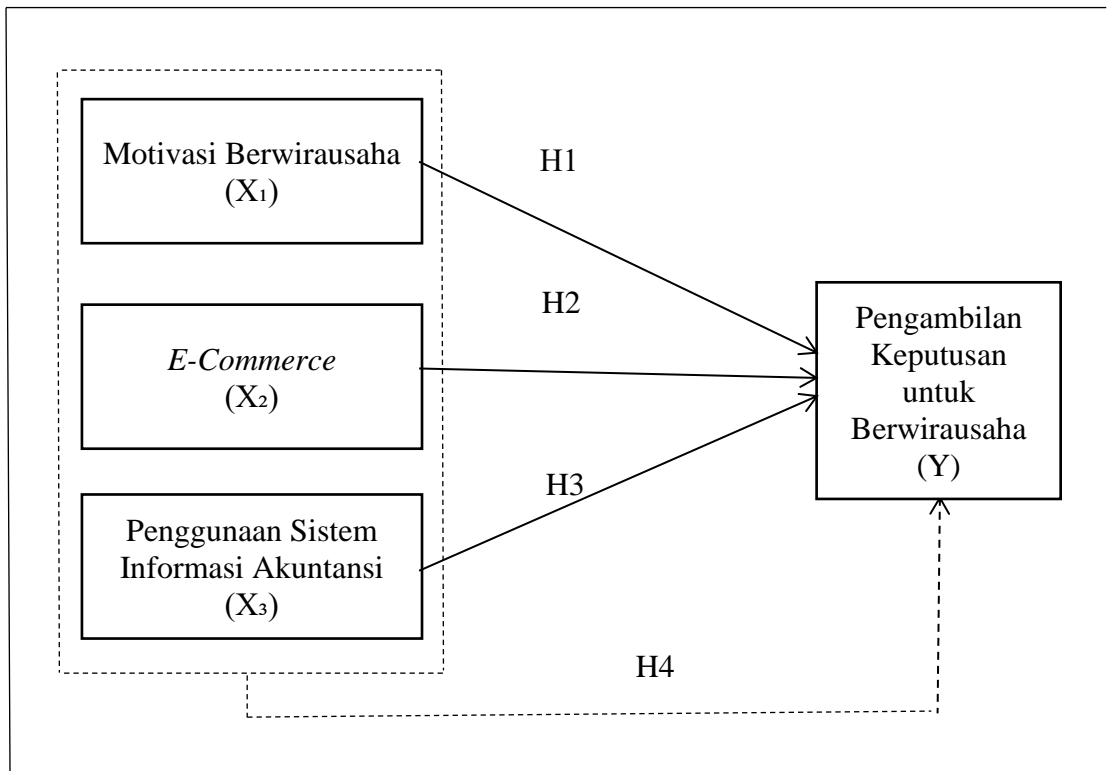 Motivasi Berwirausaha
(X₁)
H1
E-Commerce
(X₂)
H2
Penggunaan Sistem
Informasi Akuntansi
(X₃)
H3
Pengambilan
Keputusan
untuk
Berwirausaha
(Y)
H4